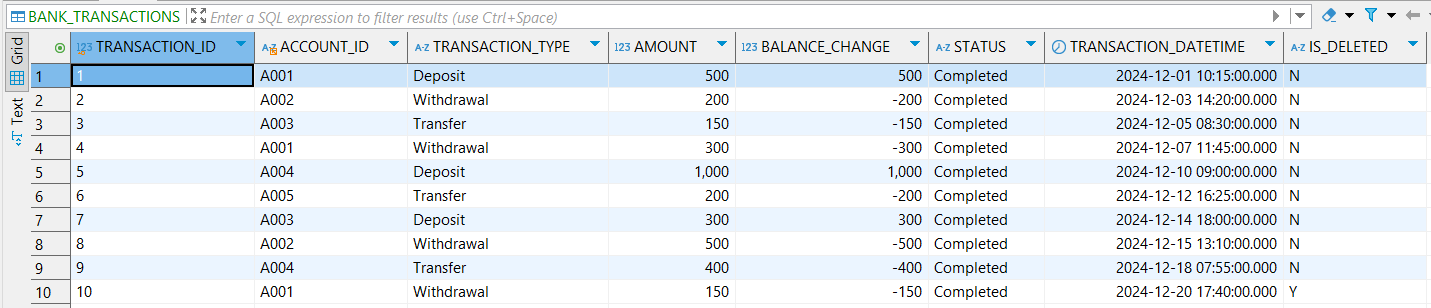 BANK_TRANSACTIONS Enter a SQL expression to filter results (use Ctrl+Space)
Grid
Text
123 TRANSACTION_ID A-Z ACCOUNT_ID A-Z TRANSACTION_TYPE 123 AMOUNT 123 BALANCE_CHANGE A-Z STATUS TRANSACTION_DATETIME A-Z IS_DELETED
1 1 A001 Deposit 500 500 Completed 2024-12-01 10:15:00.000 N
2 2 A002 Withdrawal 200 -200 Completed 2024-12-03 14:20:00.000 N
3 3 A003 Transfer 150 -150 Completed 2024-12-05 08:30:00.000 N
4 4 A001 Withdrawal 300 -300 Completed 2024-12-07 11:45:00.000 N
5 5 A004 Deposit 1,000 1,000 Completed 2024-12-10 09:00:00.000 N
6 6 A005 Transfer 200 -200 Completed 2024-12-12 16:25:00.000 N
7 7 A003 Deposit 300 300 Completed 2024-12-14 18:00:00.000 N
8 8 A002 Withdrawal 500 -500 Completed 2024-12-15 13:10:00.000 N
9 9 A004 Transfer 400 -400 Completed 2024-12-18 07:55:00.000 N
10 10 A001 Withdrawal 150 -150 Completed 2024-12-20 17:40:00.000 Y